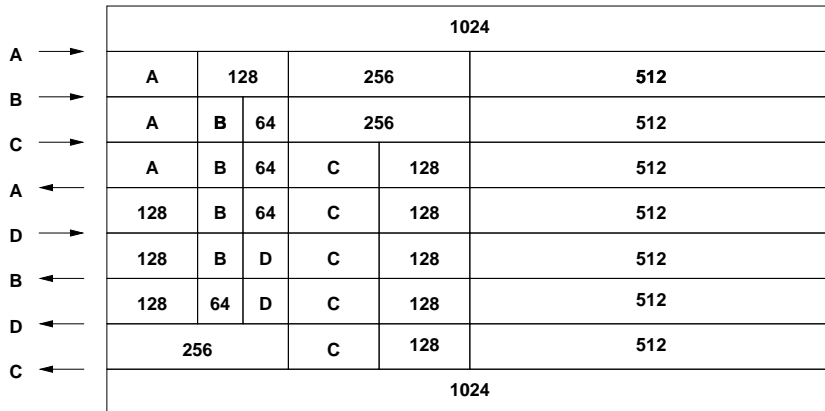 1024
A
A 128 256 512
B
A B 64 256 512
C
A B 64 C 128 512
A
128 B 64 C 128 512
D
128 B D C 128 512
B
128 64 D C 128 512
D
256 C 128 512
C
1024